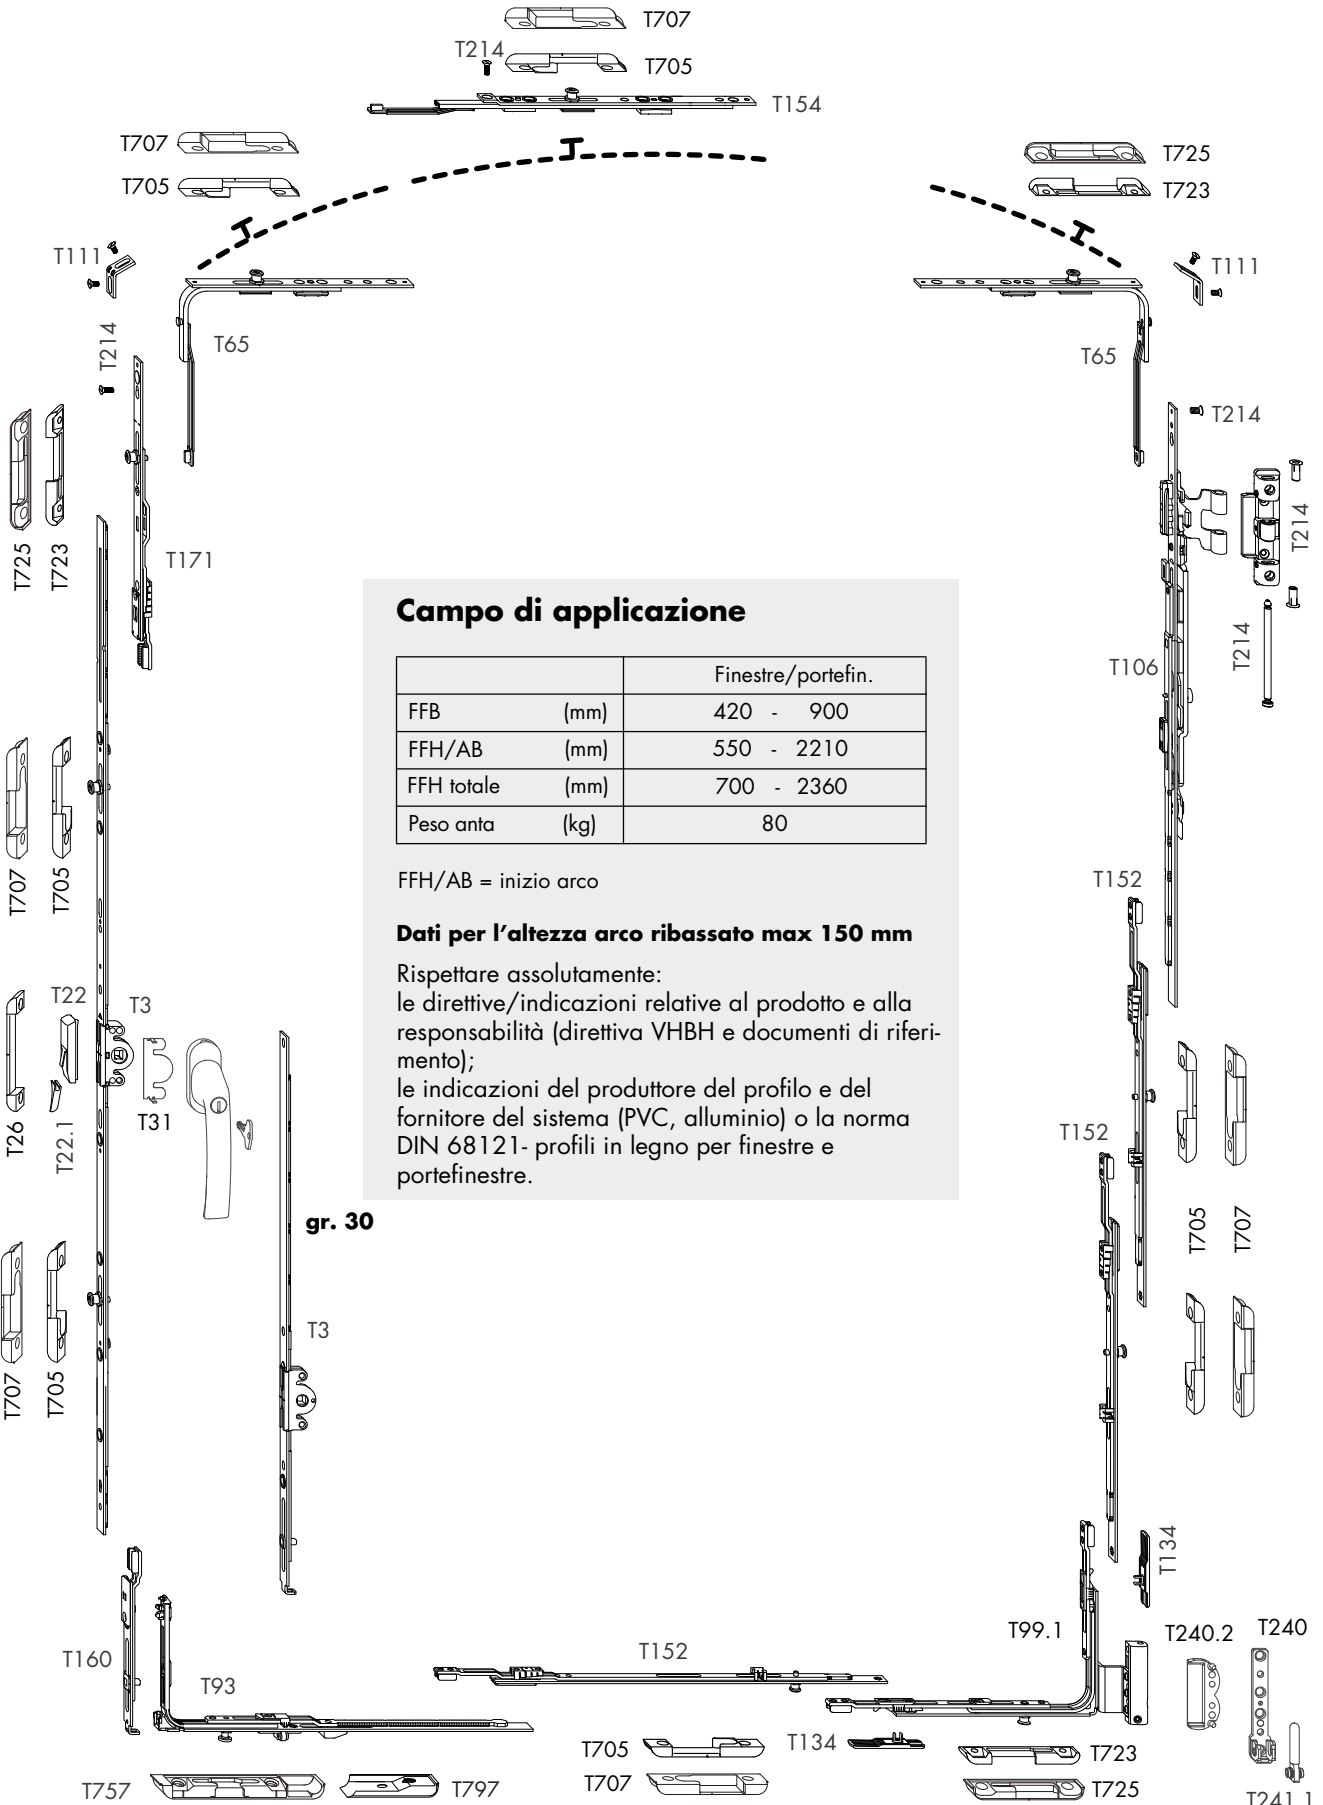 T707
T214
T705
T154
T707
T705
T725
T723
T111
T111
T65
T65
T214
T214
T725
T723
T171
T214
T214
T106
Campo di applicazione
Finestre/portefin.
FFB (mm) 420 - 900
FFH/AB (mm) 550 - 2210
FFH totale (mm) 700 - 2360
Peso anta (kg) 80
FFH/AB = inizio arco
Dati per l'altezza arco ribassato max 150 mm
Rispettare assolutamente:
le direttive/indicazioni relative al prodotto e alla
responsabilità (direttiva VHBH e documenti di riferi-
mento);
le indicazioni del produttore del profilo e del
fornitore del sistema (PVC, alluminio) o la norma
DIN 68121- profili in legno per finestre e
portefinestre.
T707
T705
T152
T22
T3
T26
T22.1
T31
T152
gr. 30
T705
T707
T3
T707
T705
T134
T160
T93
T152
T99.1
T240.2
T240
T705
T134
T723
T757
T797
T707
T725
T241.1